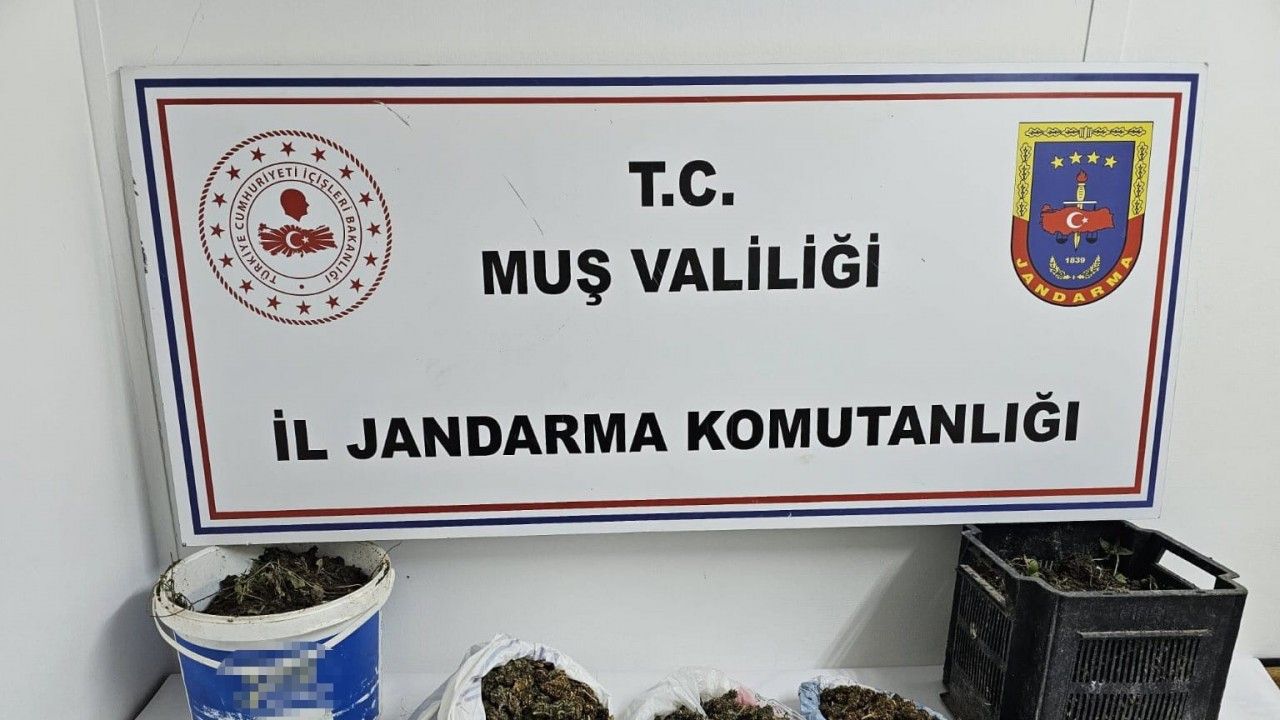 TÜRKİYE CUMHURİYETİ İÇİŞLERİ BAKANLIĞI
T.C.
MUŞ VALİLİĞİ
1839
JANDARMA
İL JANDARMA KOMUTANLIĞI